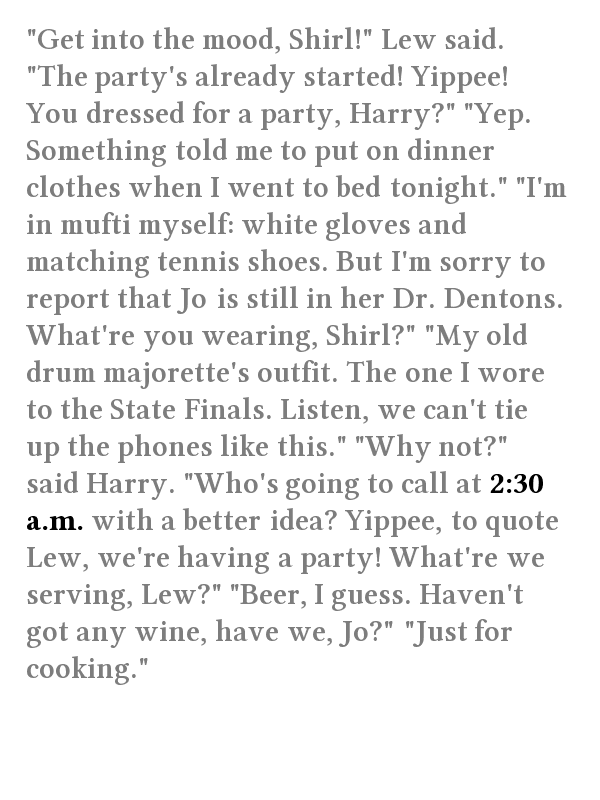 "Get into the mood, Shirl!" Lew said.
"The party's already started! Yippee!
You dressed for a party, Harry?" "Yep.
Something told me to put on dinner
clothes when I went to bed tonight." "I'm
in mufti myself: white gloves and
matching tennis shoes. But I'm sorry to
report that Jo is still in her Dr. Dentons.
What're you wearing, Shirl?" "My old
drum majorette's outfit. The one I wore
to the State Finals. Listen, we can't tie
up the phones like this." "Why not?"
said Harry. "Who's going to call at 2:30
a.m. with a better idea? Yippee, to quote
Lew, we're having a party! What're we
serving, Lew?" "Beer, I guess. Haven't
got any wine, have we, Jo?" "Just for
cooking."